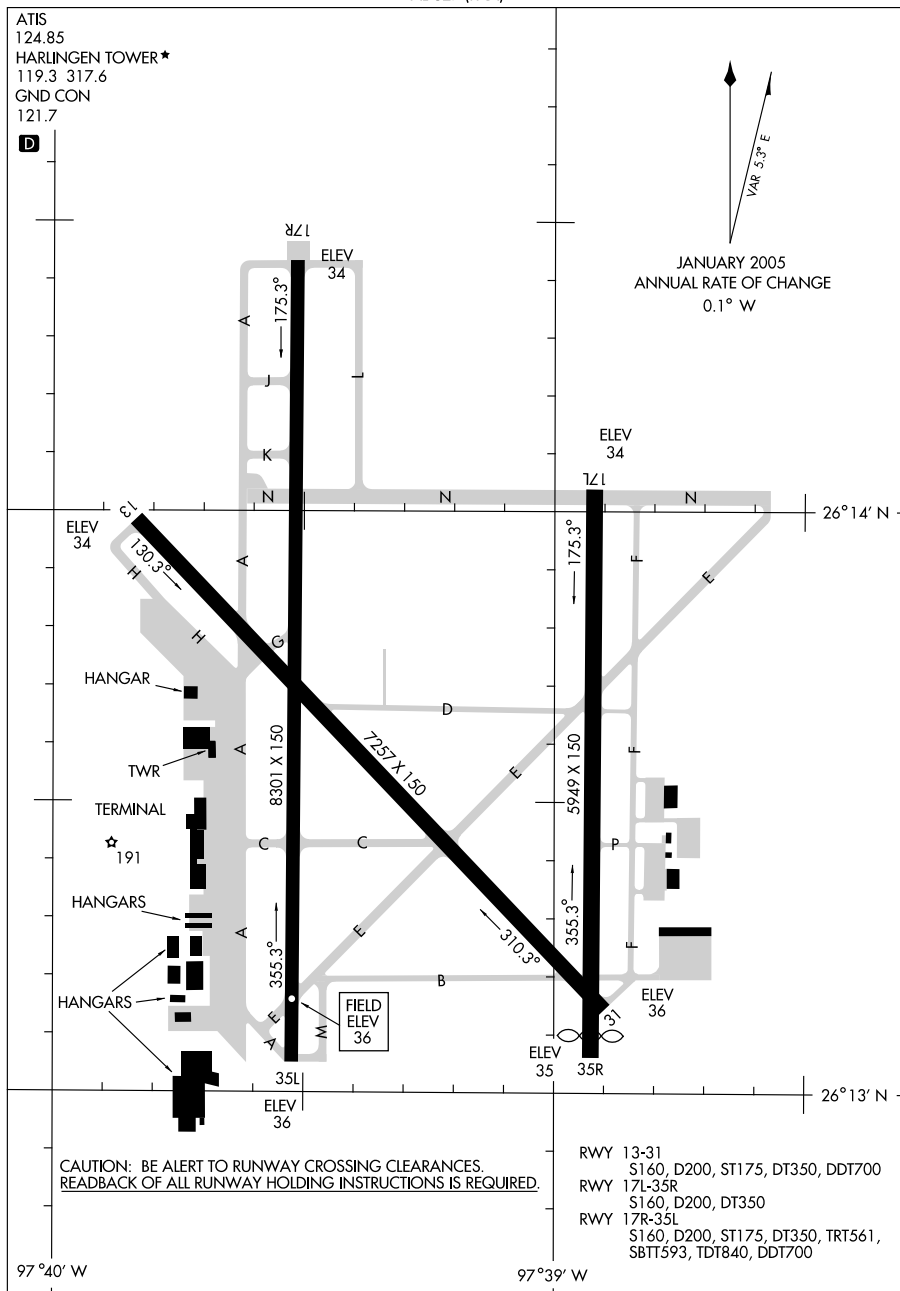 ATIS
124.85
HARLINGEN TOWER★
119.3 317.6
GND CON
121.7
D
VAR 5.3° E
JANUARY 2005
ANNUAL RATE OF CHANGE
0.1° W
17R
ELEV
34
175.3°
A
J
L
K
ELEV
34
17L
N
N
N
13
ELEV
34
26°14' N
130.3°
175.3°
H
A
F
E
H
G
HANGAR
D
TWR
A
8301 X 150
7257 X 150
E
5949 X 150
F
TERMINAL
191
C
C
P
HANGARS
A
355.3°
E
310.3°
355.3°
F
HANGARS
B
FIELD
ELEV
36
E
A
M
31
ELEV
36
ELEV
35
35R
35L
ELEV
36
26°13' N
CAUTION: BE ALERT TO RUNWAY CROSSING CLEARANCES.
READBACK OF ALL RUNWAY HOLDING INSTRUCTIONS IS REQUIRED.
RWY 13-31
S160, D200, ST175, DT350, DDT700
RWY 17L-35R
S160, D200, DT350
RWY 17R-35L
S160, D200, ST175, DT350, TRT561,
SBTT593, TDT840, DDT700
97°40' W
97°39' W